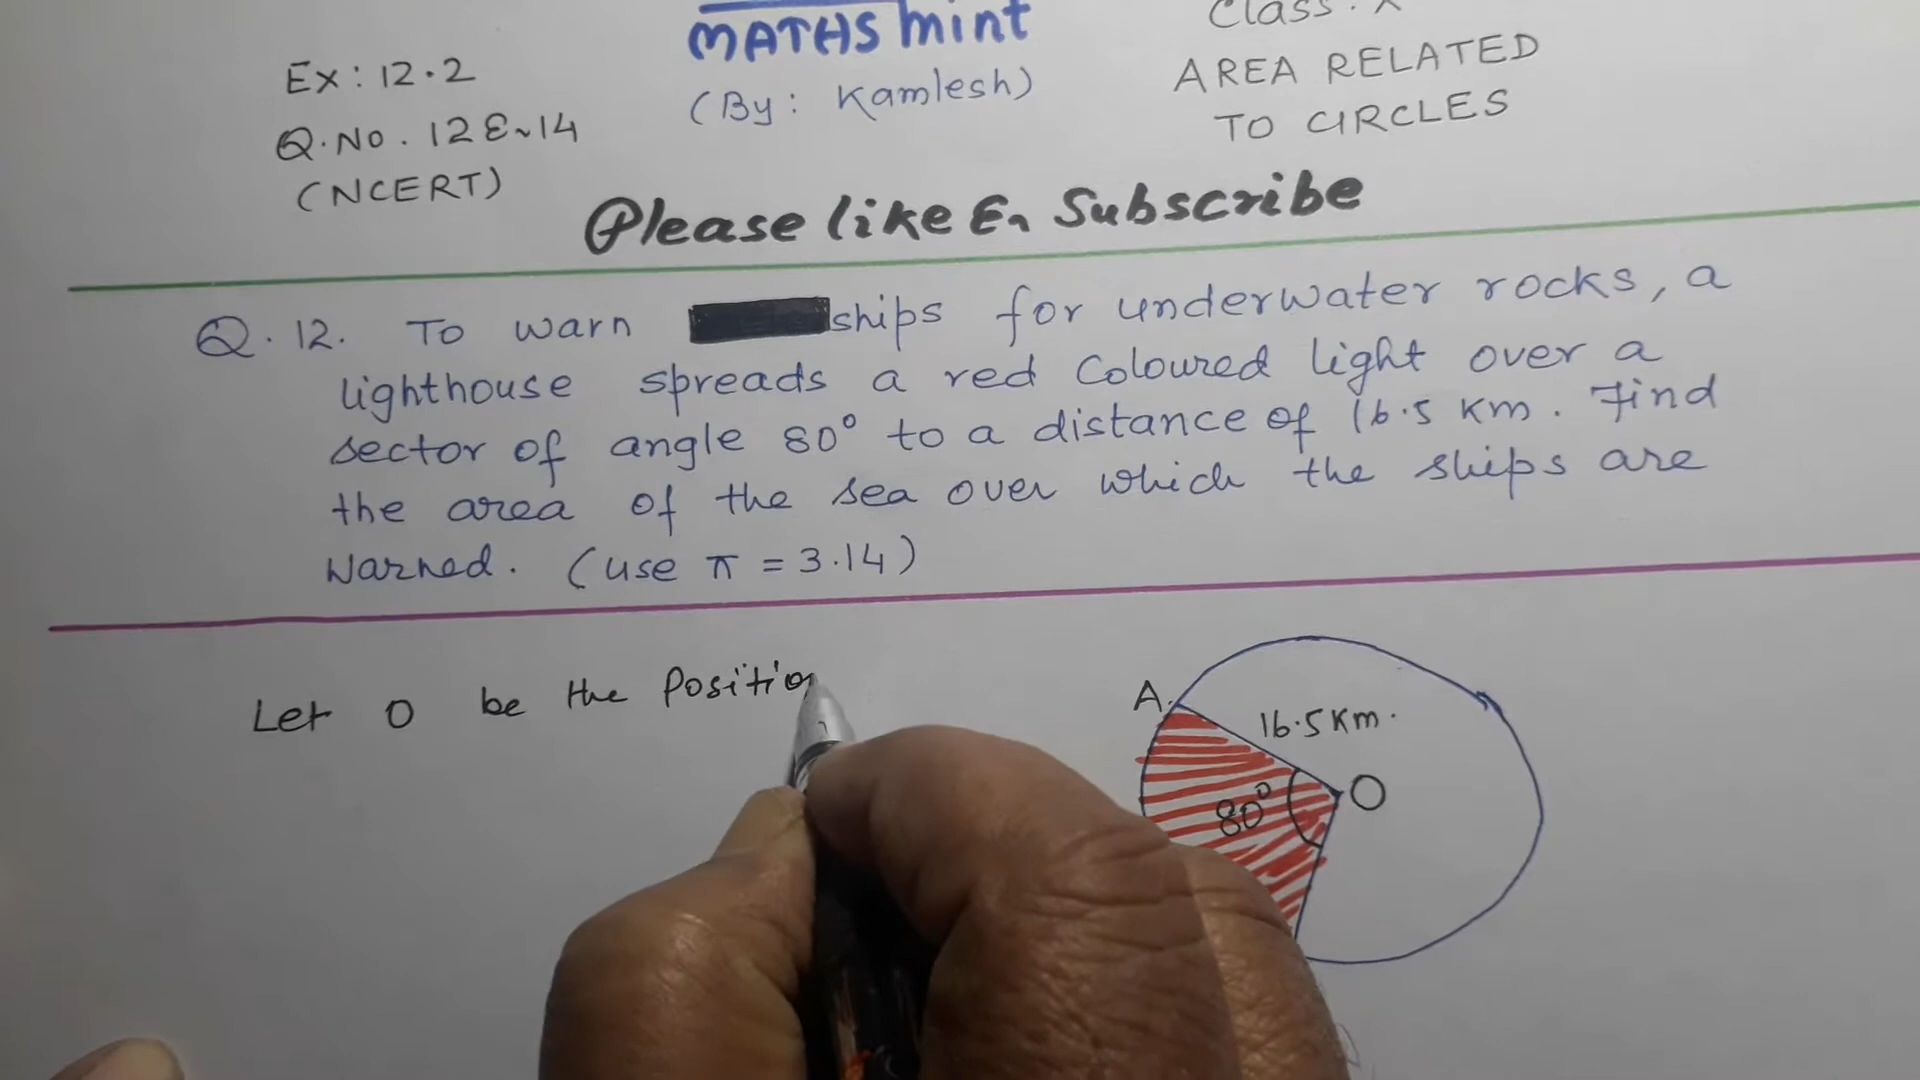 MATHS mint
(By: Kamlesh)
Ex: 12.2
Q.No. 12 & 14
(NCERT)
Class: X
AREA RELATED
TO CIRCLES
Please like & Subscribe
Q.12. To warn ships for underwater rocks, a
lighthouse spreads a red coloured light over a
sector of angle 80° to a distance of 16.5 km. Find
the area of the sea over which the ships are
warned. (use π = 3.14)
Let O be the Position
A
16.5 Km.
80°
O